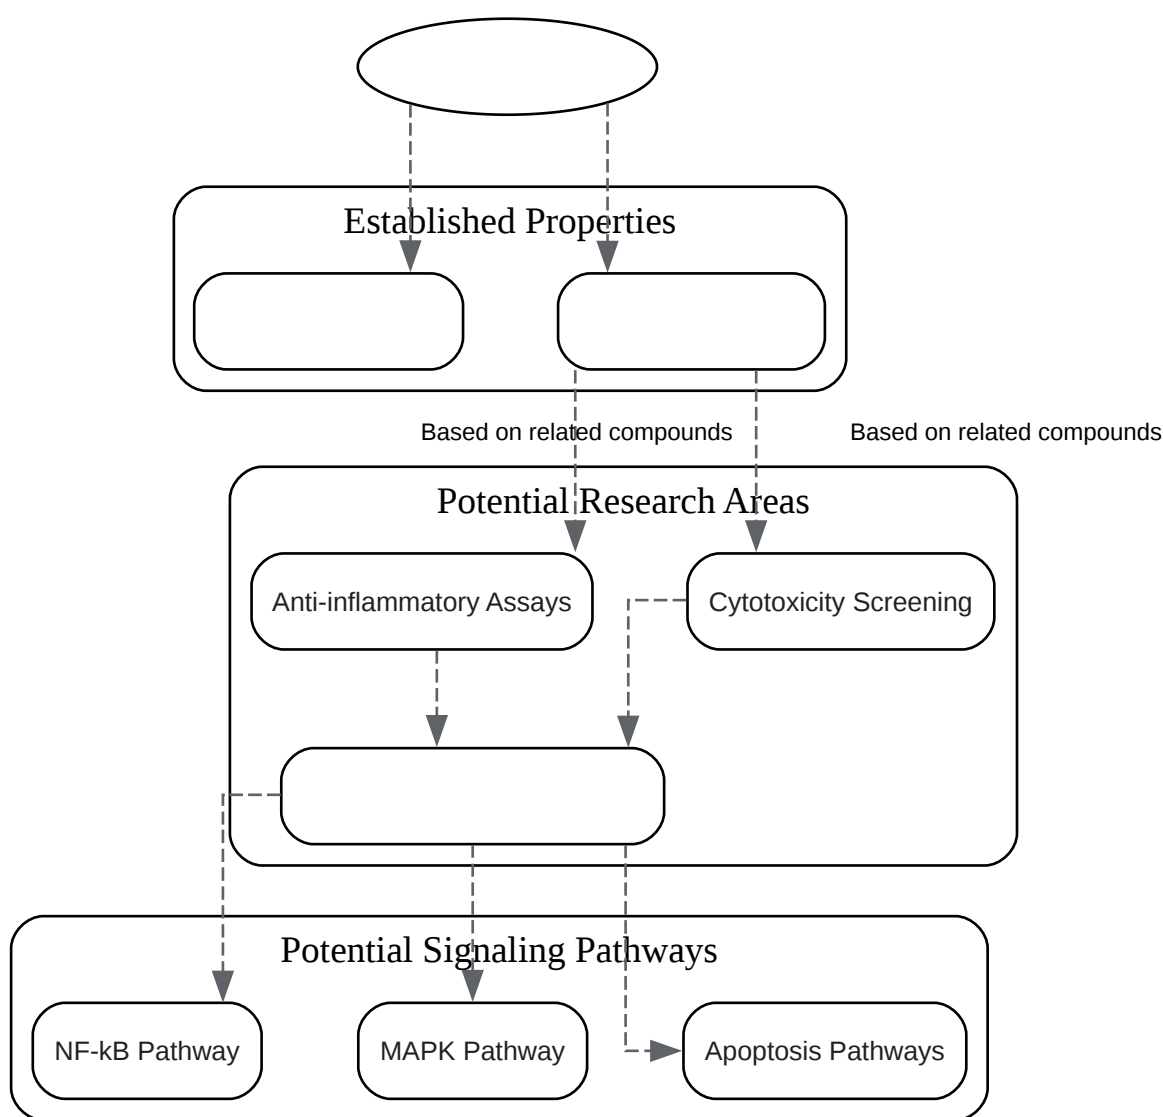 Established Properties
Based on related compounds
Based on related compounds
Potential Research Areas
Anti-inflammatory Assays
Cytotoxicity Screening
Potential Signaling Pathways
NF-kB Pathway
MAPK Pathway
Apoptosis Pathways